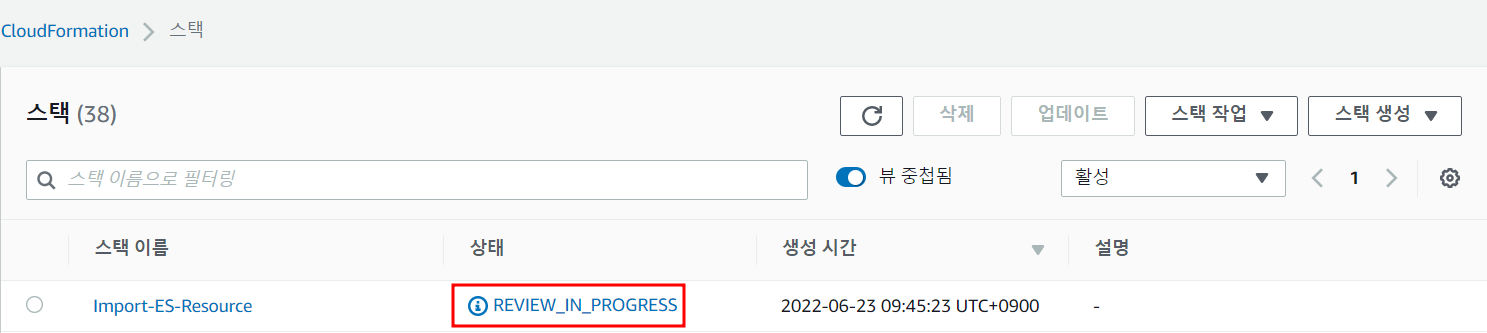 CloudFormation > 스택
스택 (38)
삭제 업데이트 스택 작업 ▼ 스택 생성 ▼
스택 이름으로 필터링 뷰 중첩됨 활성 ▼ < 1 >
스택 이름 상태 생성 시간 ▼ 설명
Import-ES-Resource REVIEW_IN_PROGRESS 2022-06-23 09:45:23 UTC+0900 -